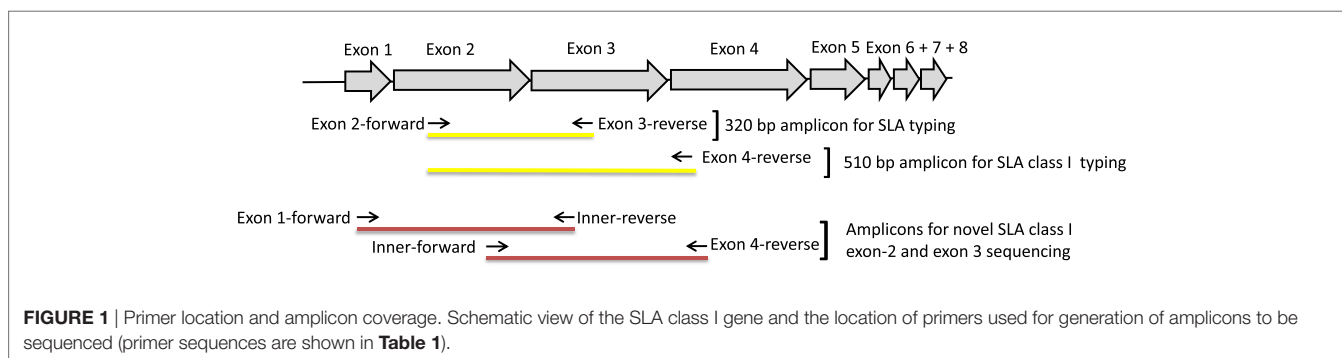 Exon 1 Exon 2 Exon 3 Exon 4 Exon 5 Exon 6 + 7 + 8
Exon 2-forward Exon 3-reverse ] 320 bp amplicon for SLA typing
Exon 4-reverse ] 510 bp amplicon for SLA class I typing
Exon 1-forward Inner-reverse
Inner-forward Exon 4-reverse ] Amplicons for novel SLA class I
exon-2 and exon 3 sequencing
FIGURE 1 | Primer location and amplicon coverage. Schematic view of the SLA class I gene and the location of primers used for generation of amplicons to be
sequenced (primer sequences are shown in Table 1).